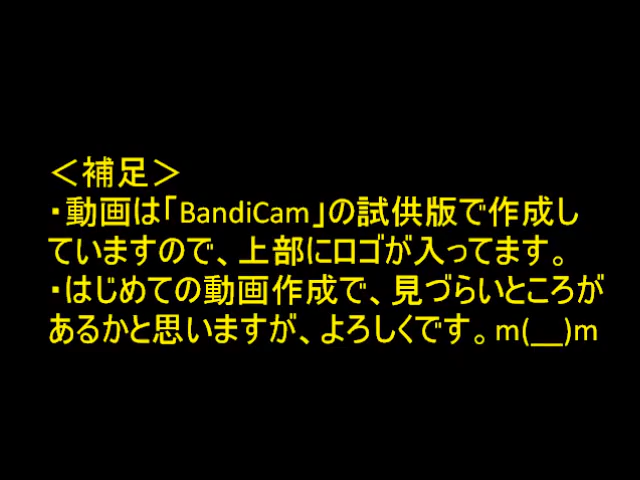 ＜補足＞
・動画は「BandiCam」の試供版で作成し
ていますので、上部にロゴが入ってます。
・はじめての動画作成で、見づらいところが
あるかと思いますが、よろしくです。m(__)m